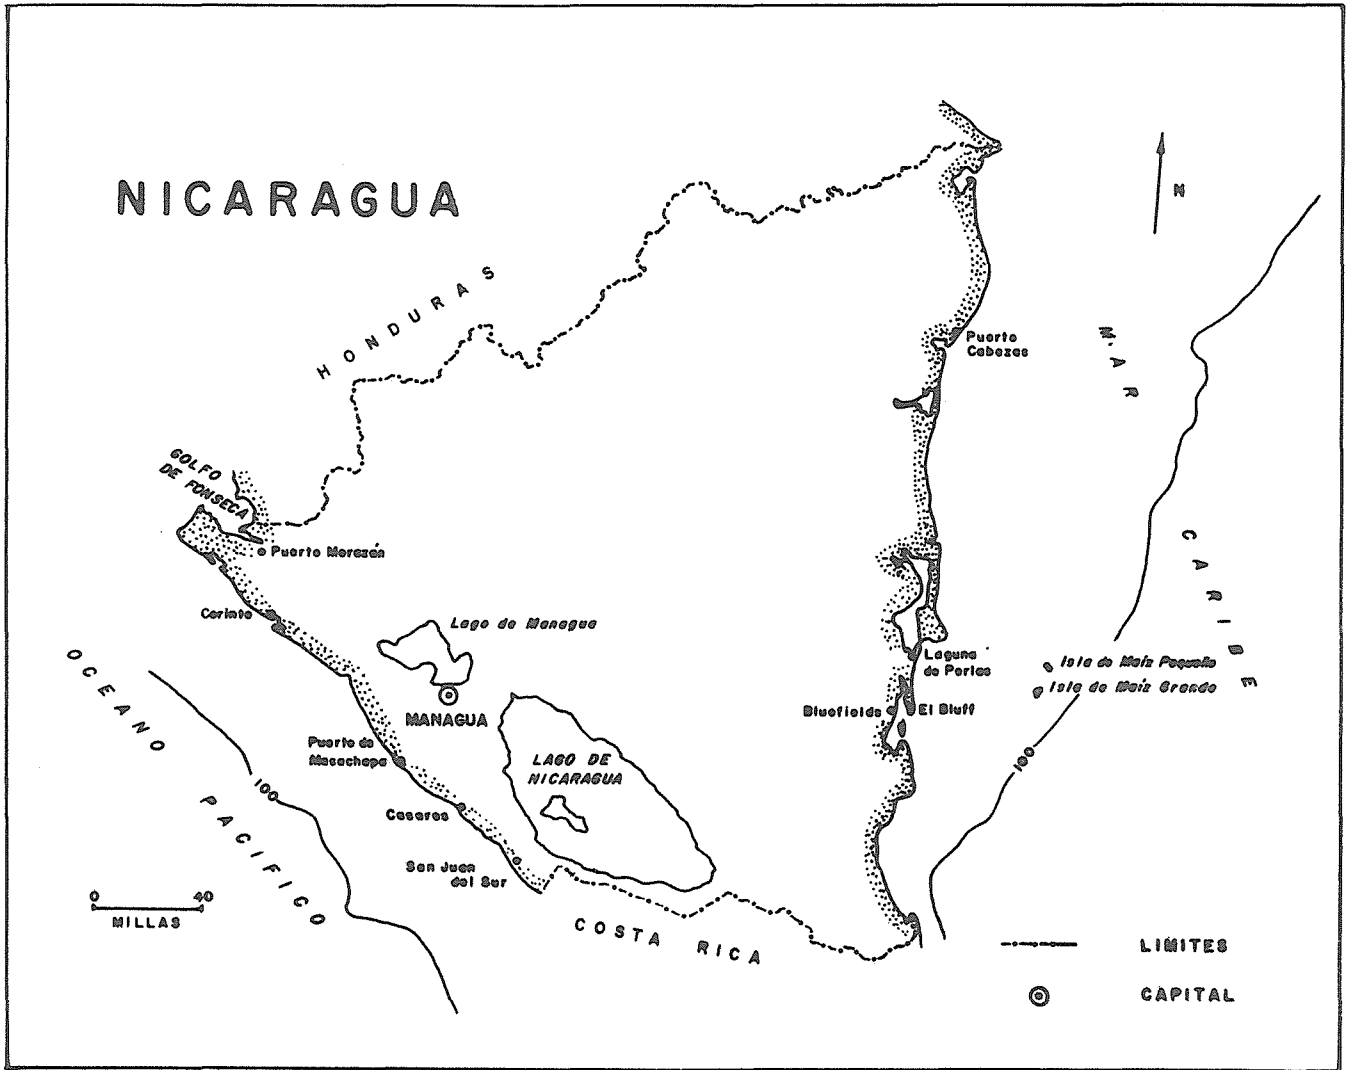 NICARAGUA
N
HONDURAS
Puerto
Cabezas
MAR
CARIBE
GOLFO
DE FONSECA
Puerto Morazán
Corinto
Lago de Managua
MANAGUA
Laguna
de Perlas
Isla de Maíz Pequeña
Isla de Maíz Grande
Bluefields
El Bluff
OCEANO
PACIFICO
Puerto de
Masachapa
LAGO DE
NICARAGUA
100
100
Casares
San Juan
del Sur
0 40
MILLAS
COSTA RICA
LIMITES
CAPITAL